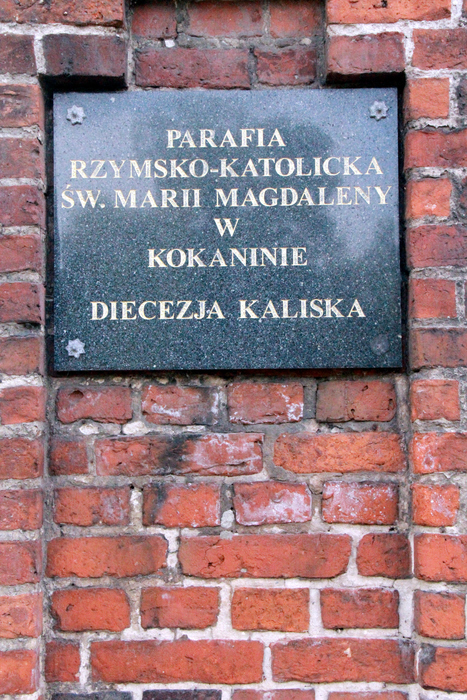 PARAFIA
RZYMSKO-KATOLICKA
ŚW. MARII MAGDALENY
W
KOKANINIE
DIECEZJA KALISKA